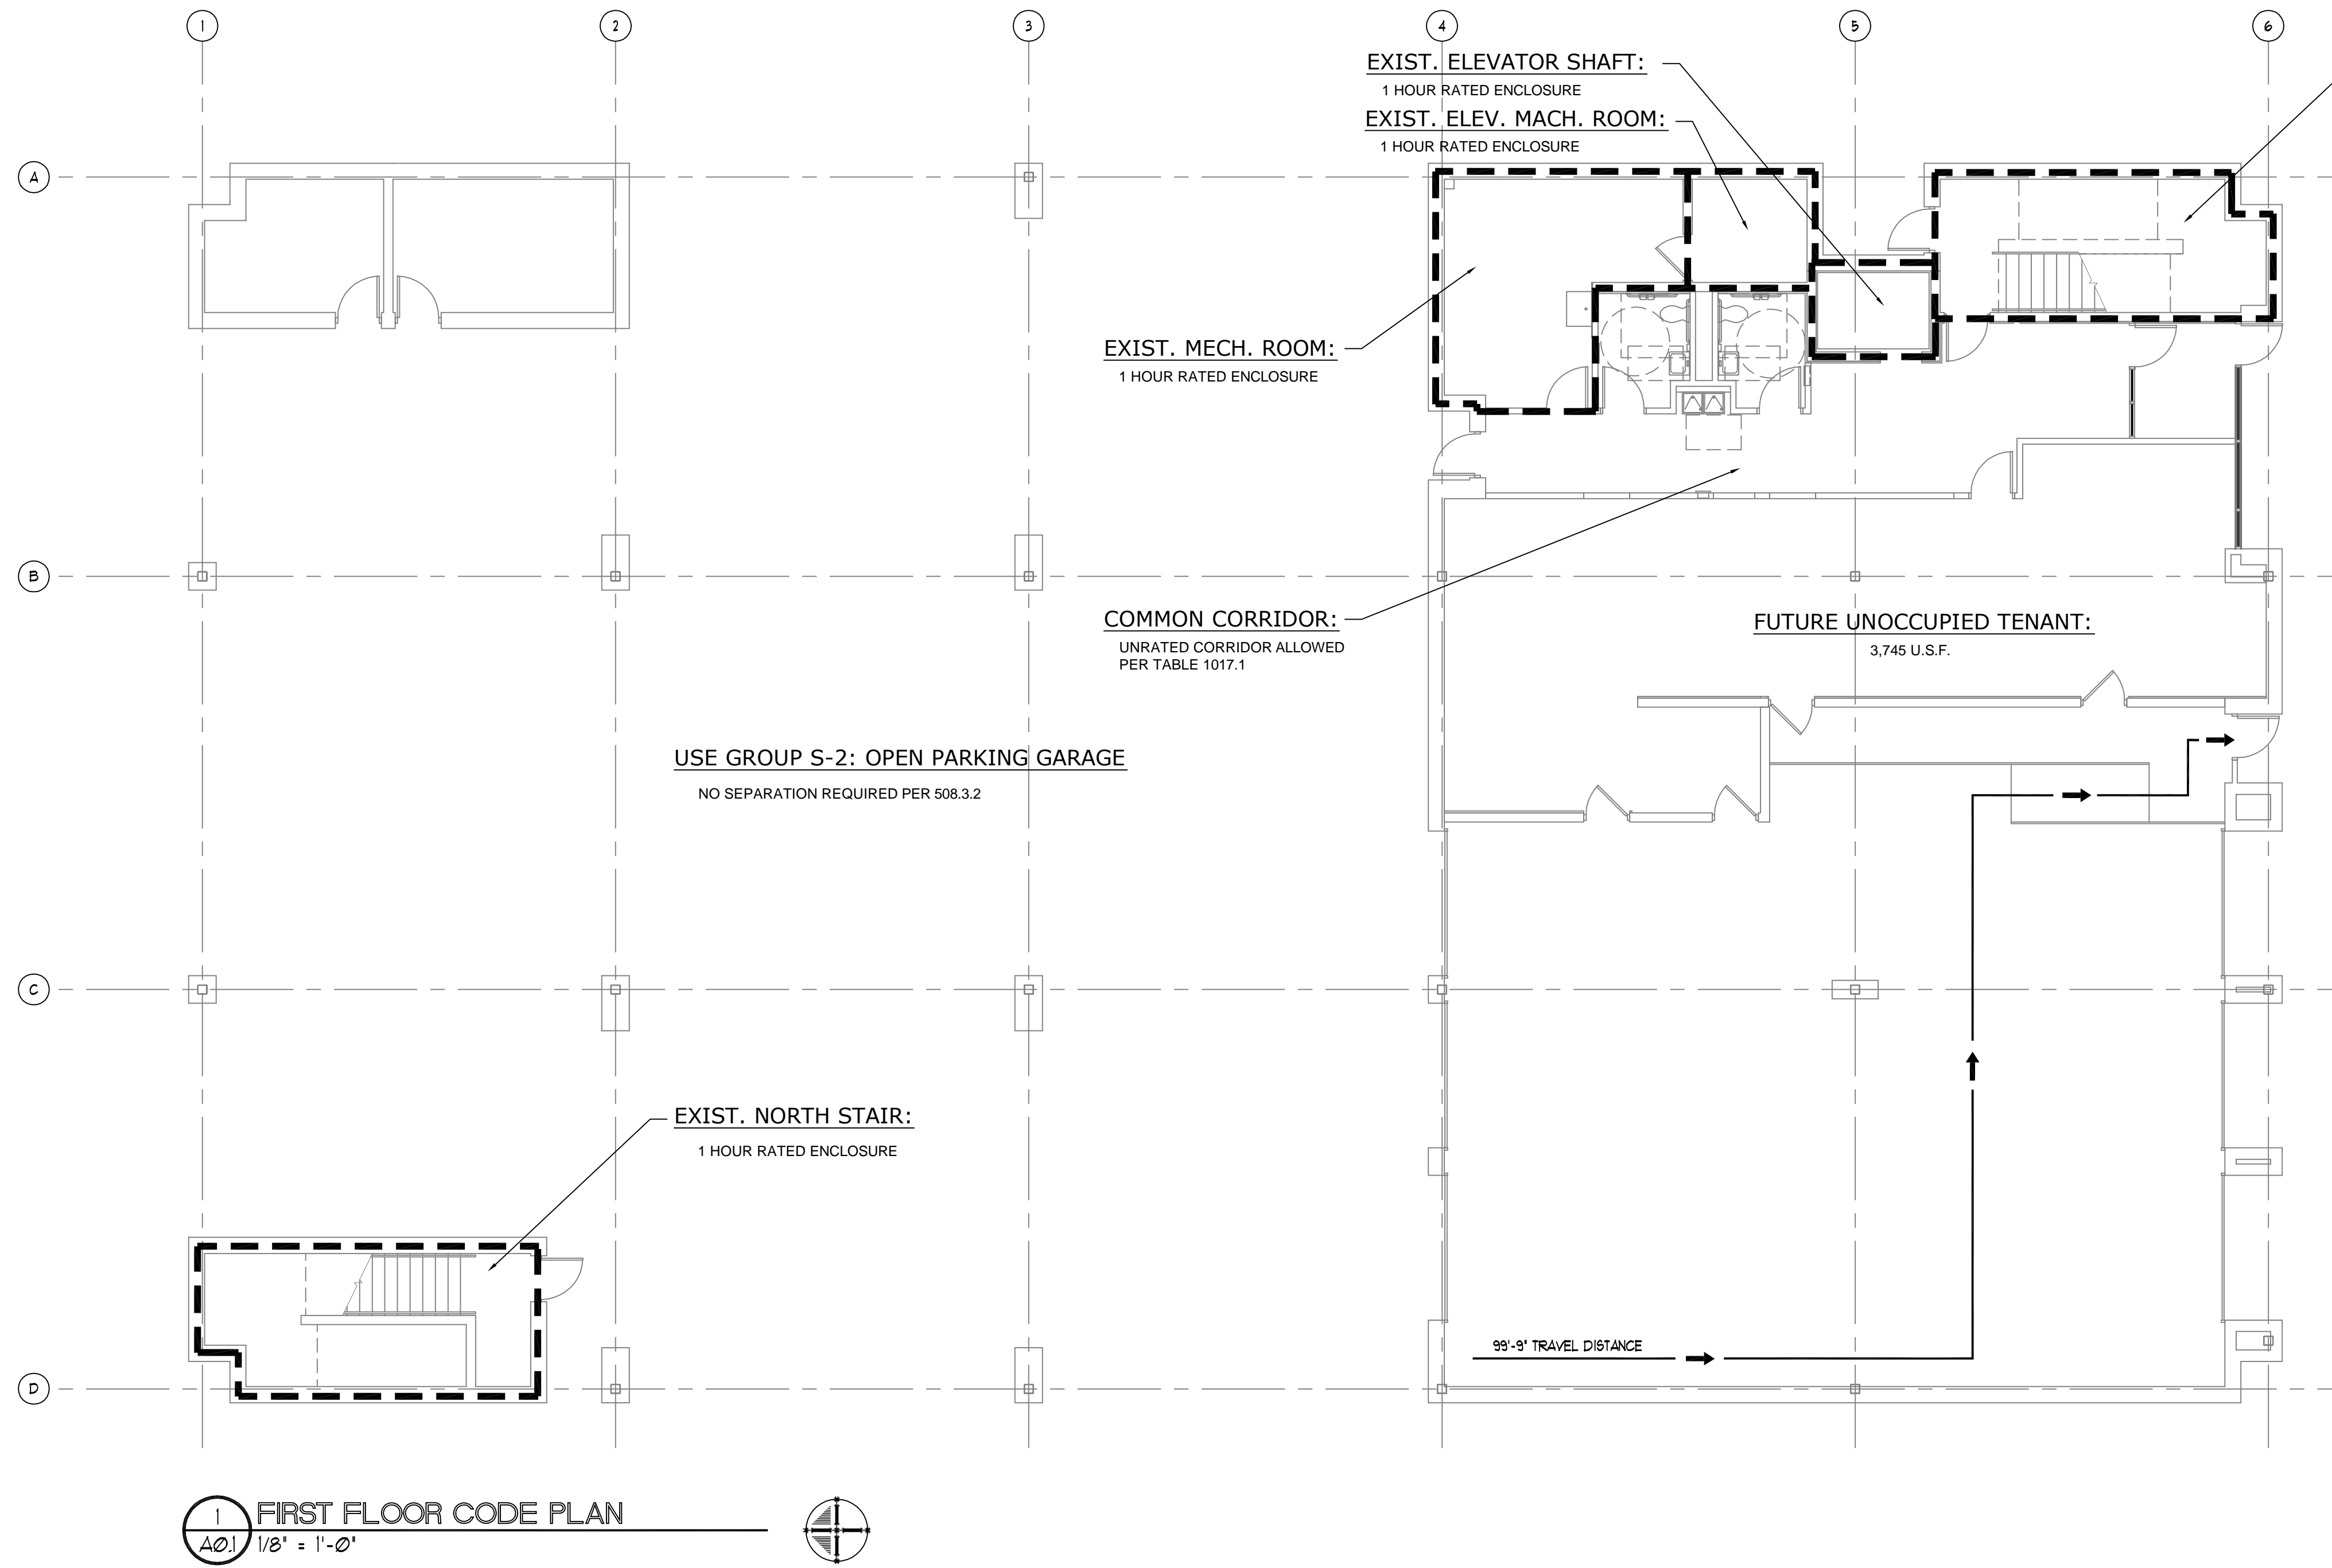 1
2
3
4
5
6
EXIST. ELEVATOR SHAFT:
1 HOUR RATED ENCLOSURE
EXIST. ELEV. MACH. ROOM:
1 HOUR RATED ENCLOSURE
A
EXIST. MECH. ROOM:
1 HOUR RATED ENCLOSURE
B
COMMON CORRIDOR:
UNRATED CORRIDOR ALLOWED
PER TABLE 1017.1
FUTURE UNOCCUPIED TENANT:
3,745 U.S.F.
USE GROUP S-2: OPEN PARKING GARAGE
NO SEPARATION REQUIRED PER 508.3.2
C
EXIST. NORTH STAIR:
1 HOUR RATED ENCLOSURE
99'-9" TRAVEL DISTANCE
D
1
A0.1
FIRST FLOOR CODE PLAN
1/8" = 1'-0"